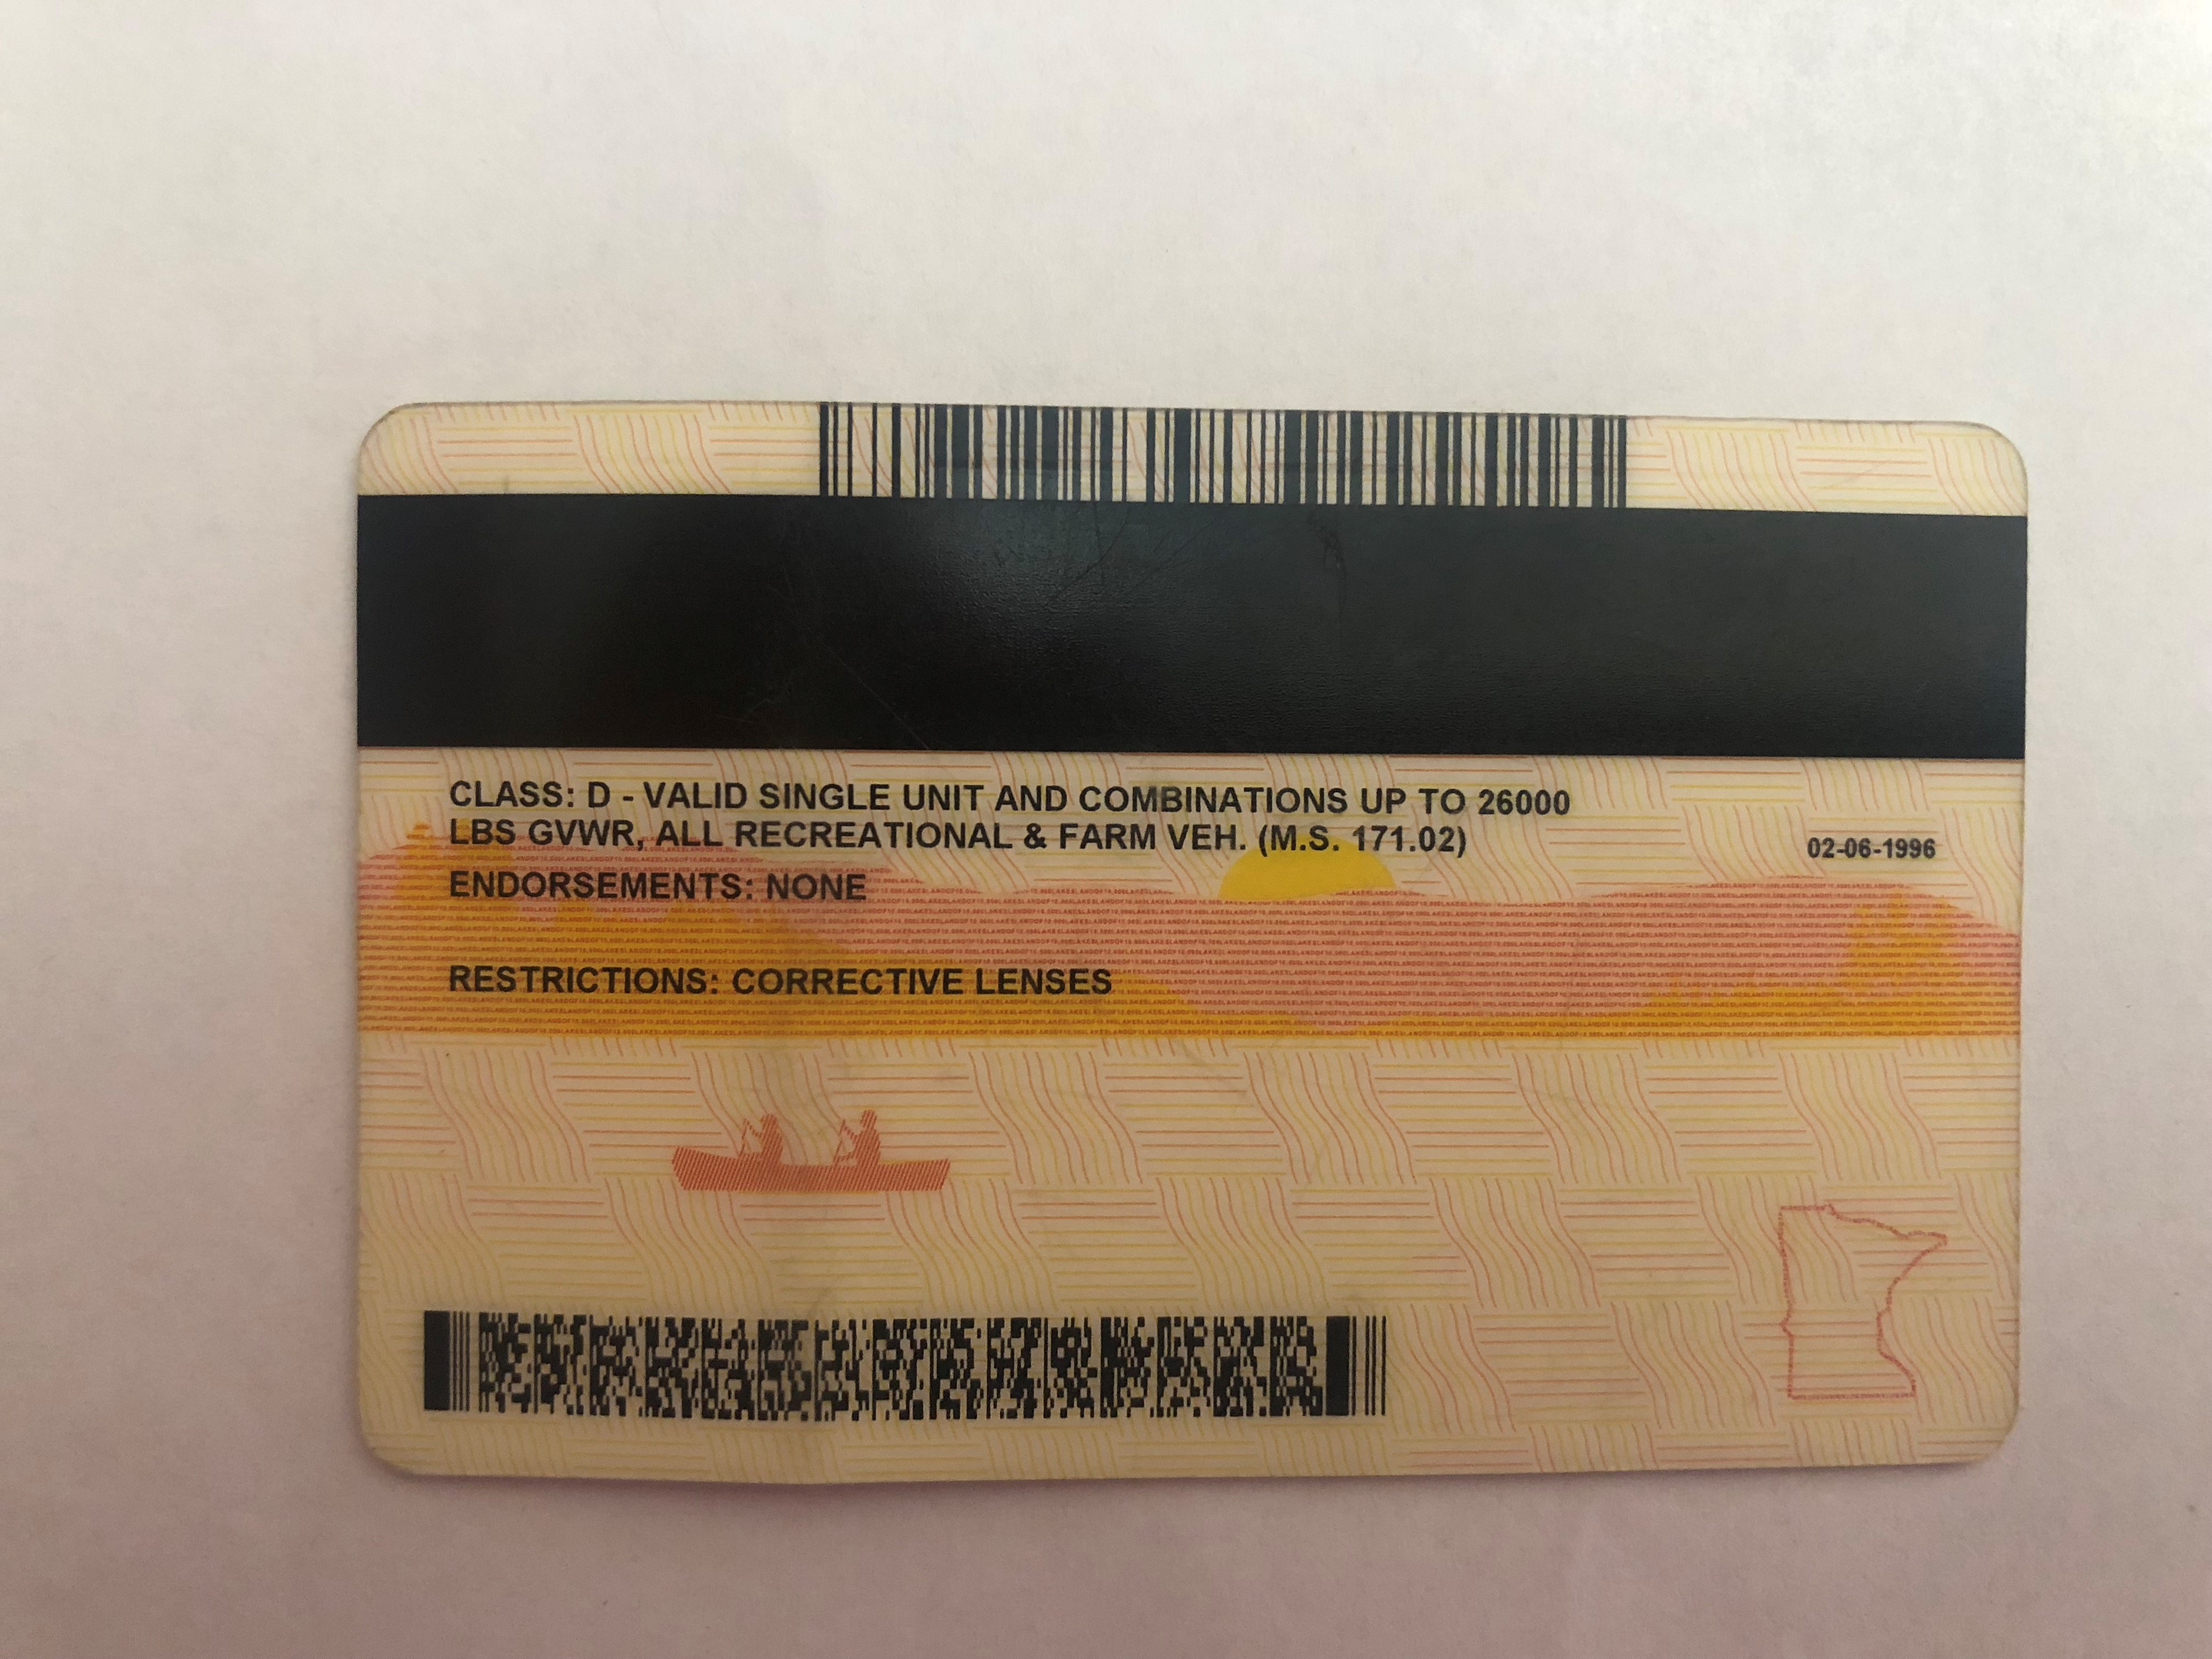 CLASS: D - VALID SINGLE UNIT AND COMBINATIONS UP TO 26000
LBS GVWR, ALL RECREATIONAL & FARM VEH. (M.S. 171.02)
02-06-1996
ENDORSEMENTS: NONE
RESTRICTIONS: CORRECTIVE LENSES